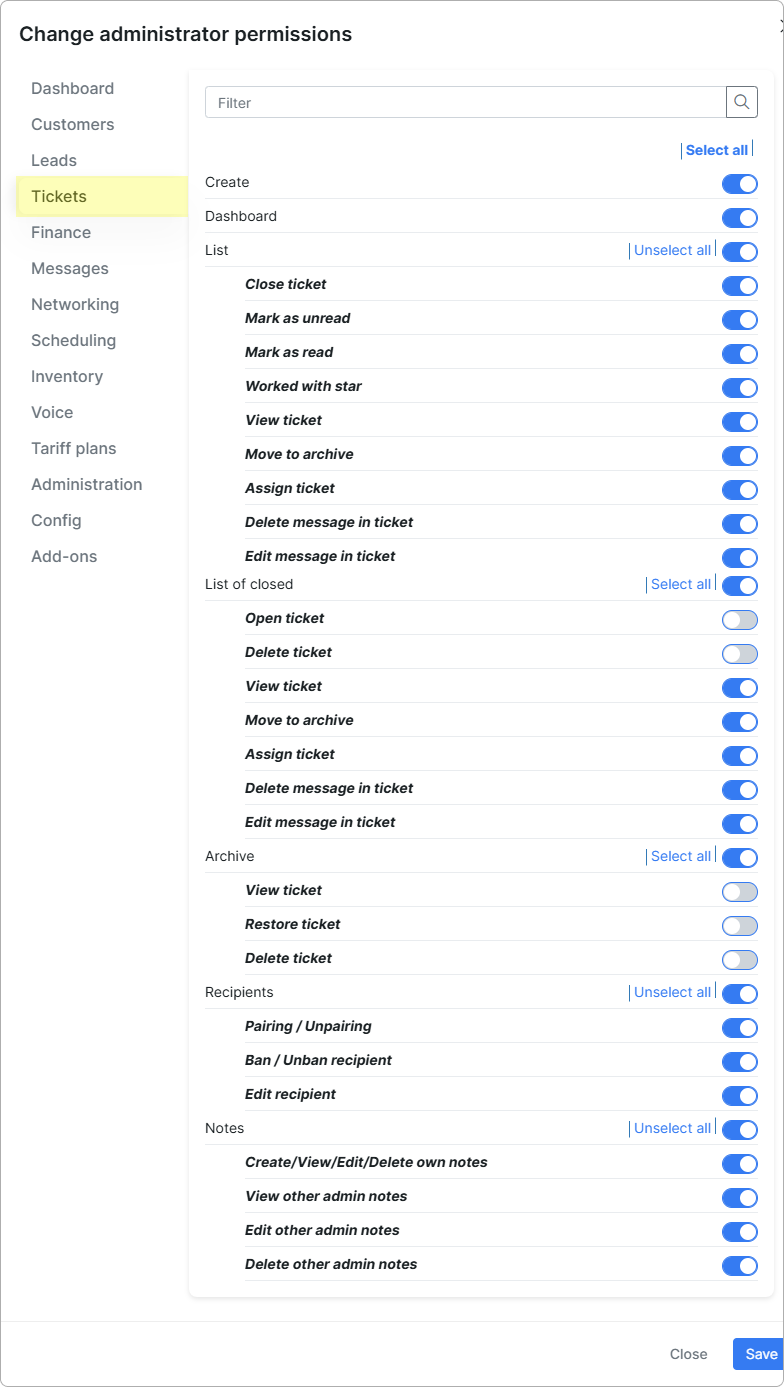 Change administrator permissions
Dashboard
Customers
Leads
Tickets
Finance
Messages
Networking
Scheduling
Inventory
Voice
Tariff plans
Administration
Config
Add-ons
Filter
Select all
Create
Dashboard
List Unselect all
Close ticket
Mark as unread
Mark as read
Worked with star
View ticket
Move to archive
Assign ticket
Delete message in ticket
Edit message in ticket
List of closed Select all
Open ticket
Delete ticket
View ticket
Move to archive
Assign ticket
Delete message in ticket
Edit message in ticket
Archive Select all
View ticket
Restore ticket
Delete ticket
Recipients Unselect all
Pairing / Unpairing
Ban / Unban recipient
Edit recipient
Notes Unselect all
Create/View/Edit/Delete own notes
View other admin notes
Edit other admin notes
Delete other admin notes
Close Save